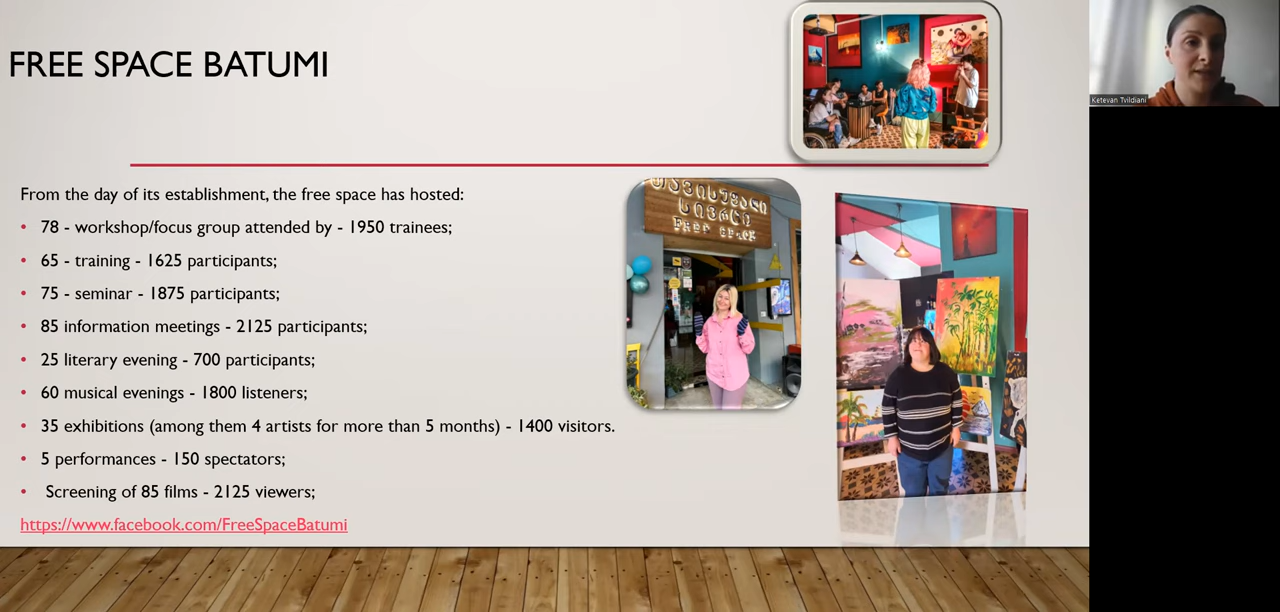 FREE SPACE BATUMI
From the day of its establishment, the free space has hosted:
• 78 - workshop/focus group attended by - 1950 trainees;
• 65 - training - 1625 participants;
• 75 - seminar - 1875 participants;
• 85 information meetings - 2125 participants;
• 25 literary evening - 700 participants;
• 60 musical evenings - 1800 listeners;
• 35 exhibitions (among them 4 artists for more than 5 months) - 1400 visitors.
• 5 performances - 150 spectators;
• Screening of 85 films - 2125 viewers;
https://www.facebook.com/FreeSpaceBatumi
თავისუფალი
სივრცე
FREE SPACE
Ketevan Tvildiani